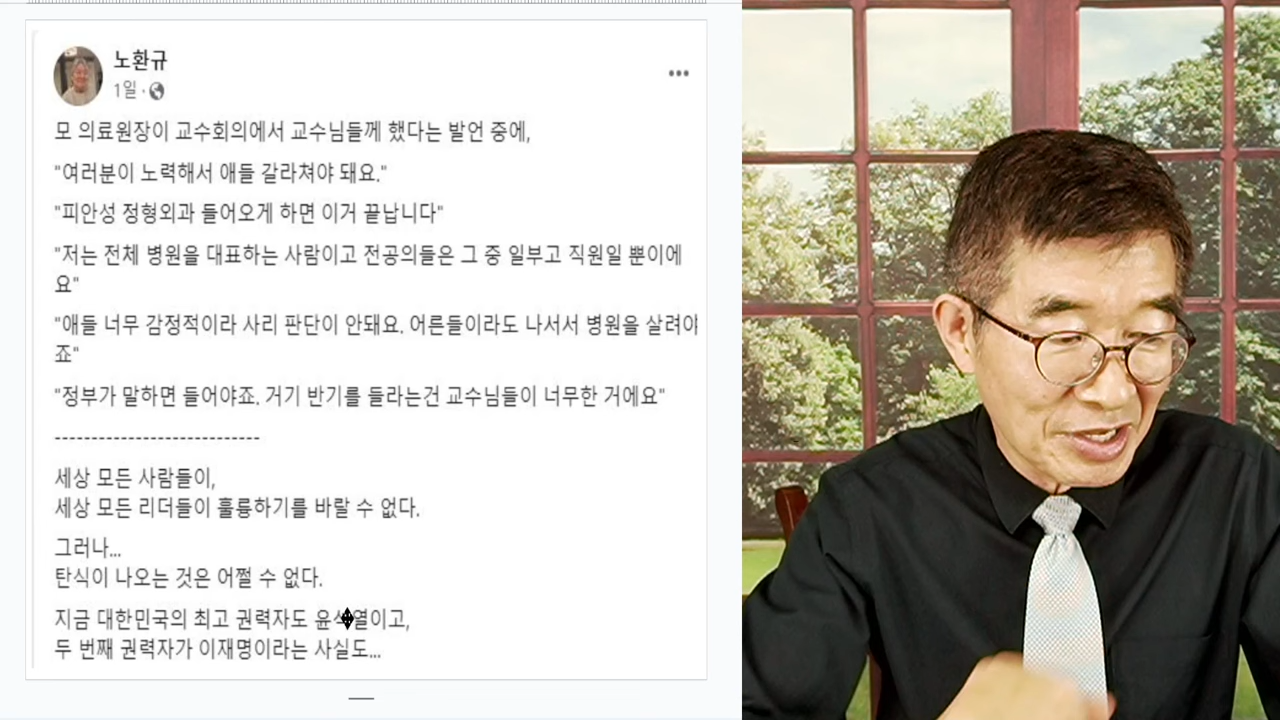 노환규
1일 ·
모 의료원장이 교수회의에서 교수님들께 했다는 발언 중에,
"여러분이 노력해서 애들 갈라쳐야 돼요."
"피안성 정형외과 들어오게 하면 이거 끝납니다"
"저는 전체 병원을 대표하는 사람이고 전공의들은 그 중 일부고 직원일 뿐이에
요"
"애들 너무 감정적이라 사리 판단이 안돼요. 어른들이라도 나서서 병원을 살려야
죠"
"정부가 말하면 들어야죠. 거기 반기를 들라는건 교수님들이 너무한 거에요"
----------------------------
세상 모든 사람들이,
세상 모든 리더들이 훌륭하기를 바랄 수 없다.
그러나...
탄식이 나오는 것은 어쩔 수 없다.
지금 대한민국의 최고 권력자도 윤석열이고,
두 번째 권력자가 이재명이라는 사실도...